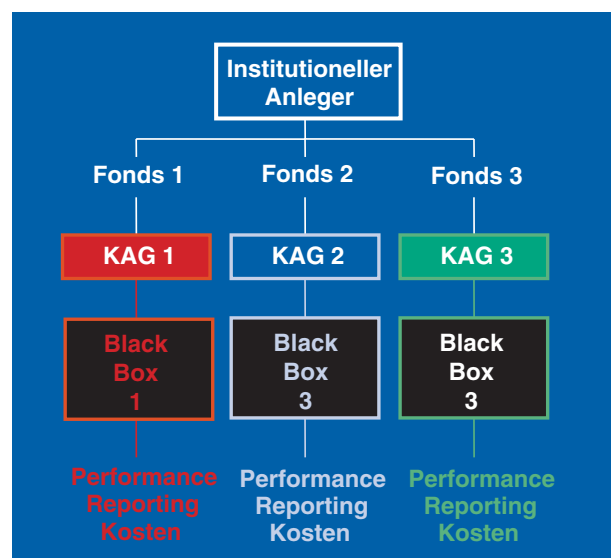 Institutioneller
Anleger
Fonds 1
Fonds 2
Fonds 3
KAG 1
KAG 2
KAG 3
Black
Box
1
Black
Box
3
Black
Box
3
Performance
Reporting
Kosten
Performance
Reporting
Kosten
Performance
Reporting
Kosten